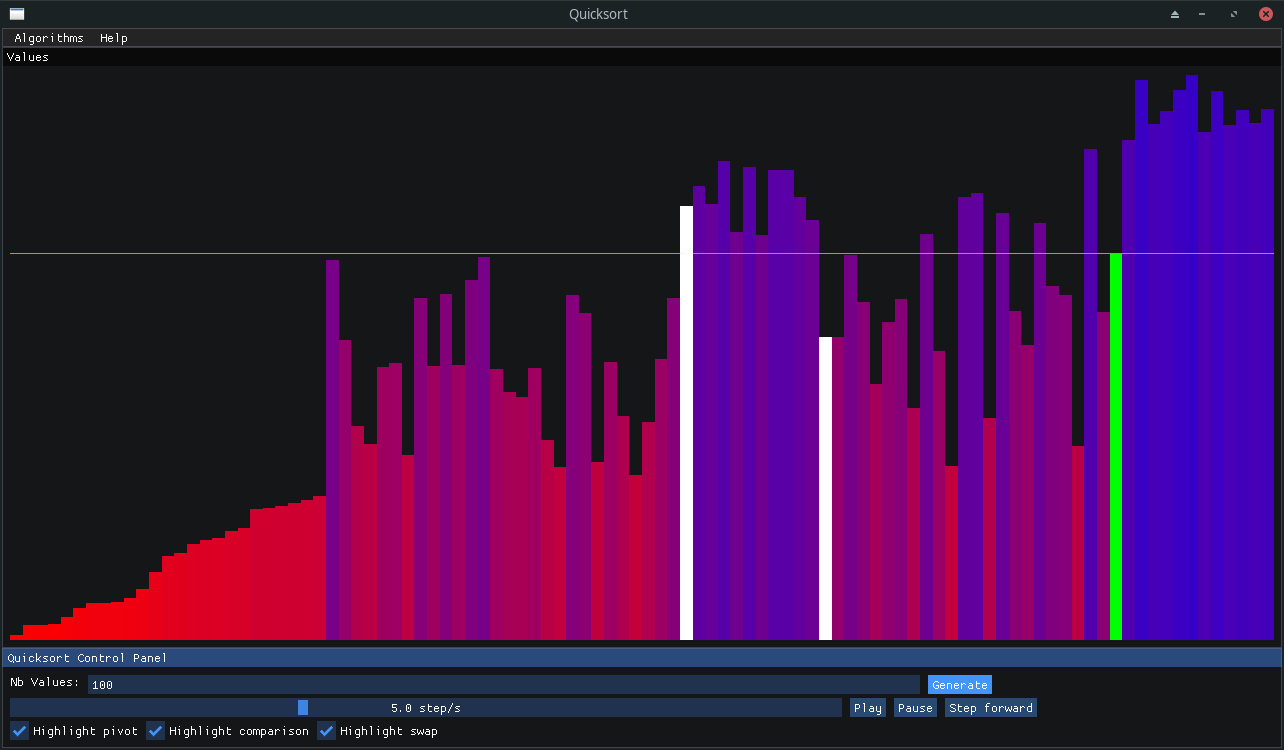 Quicksort
Algorithms Help
Values
Quicksort Control Panel
Nb Values: 100 Generate
5.0 step/s Play Pause Step forward
Highlight pivot Highlight comparison Highlight swap